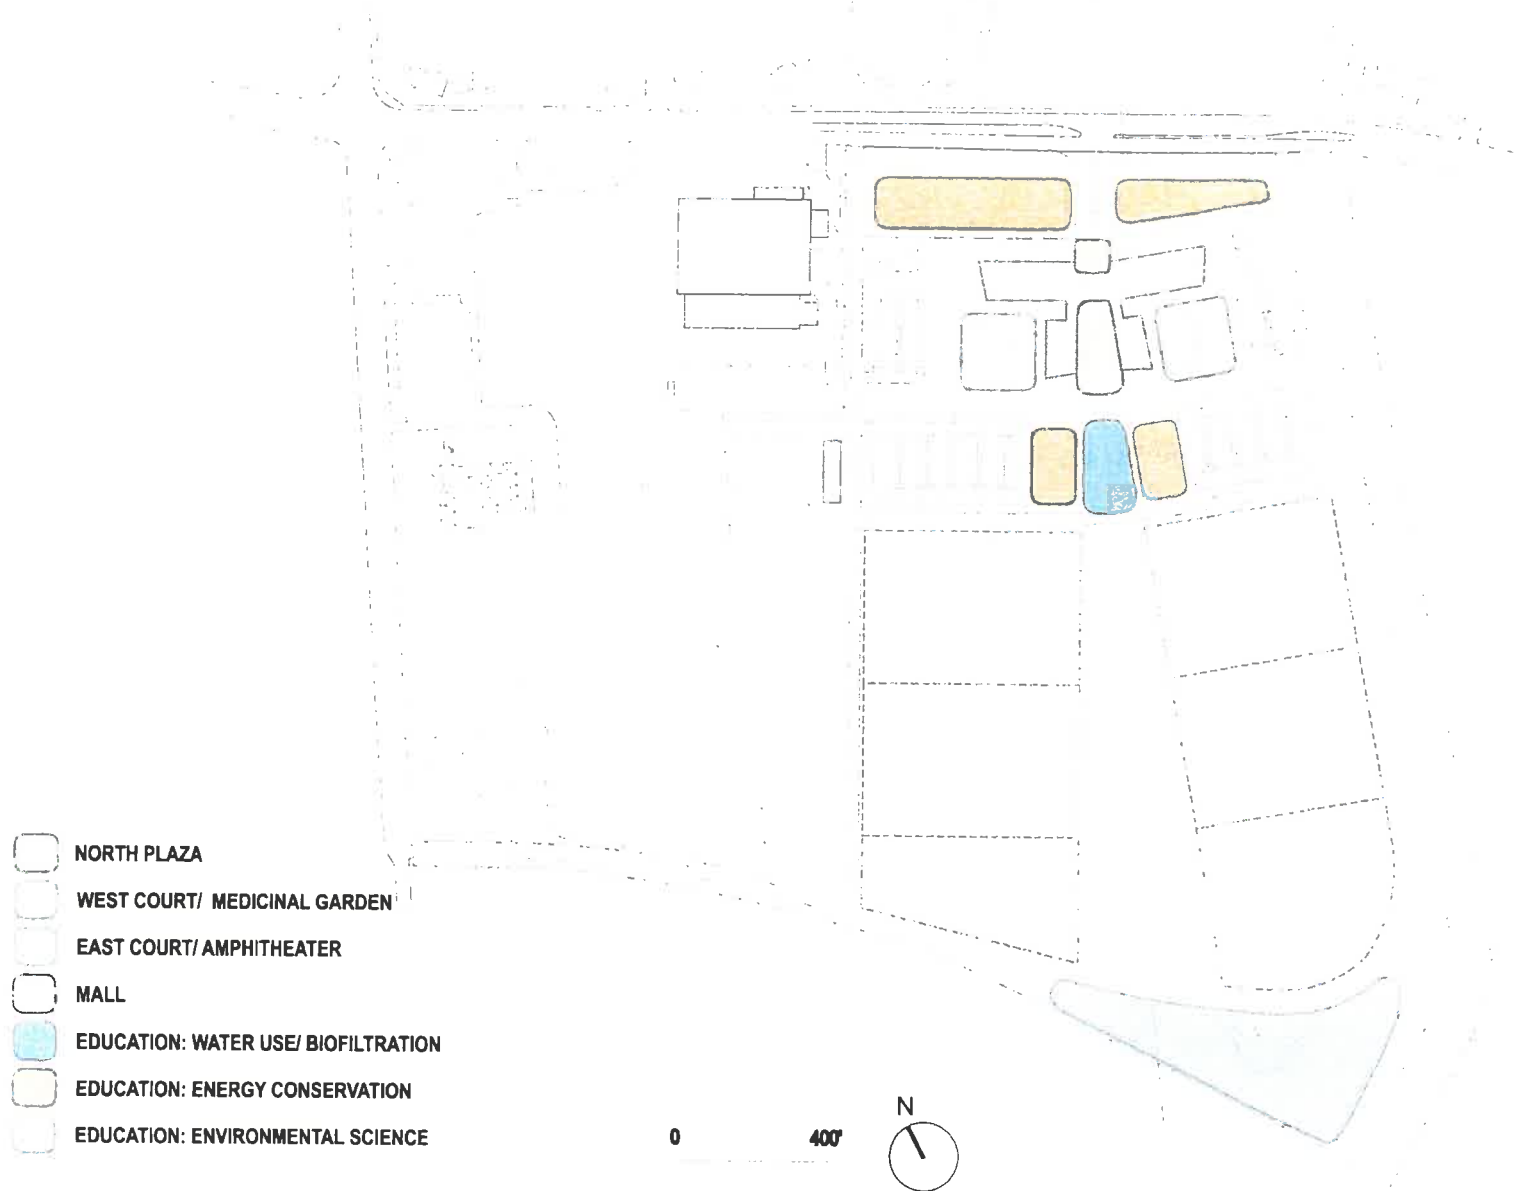 NORTH PLAZA
WEST COURT/ MEDICINAL GARDEN
EAST COURT/ AMPHITHEATER
MALL
EDUCATION: WATER USE/ BIOFILTRATION
EDUCATION: ENERGY CONSERVATION
EDUCATION: ENVIRONMENTAL SCIENCE
0 400'
N